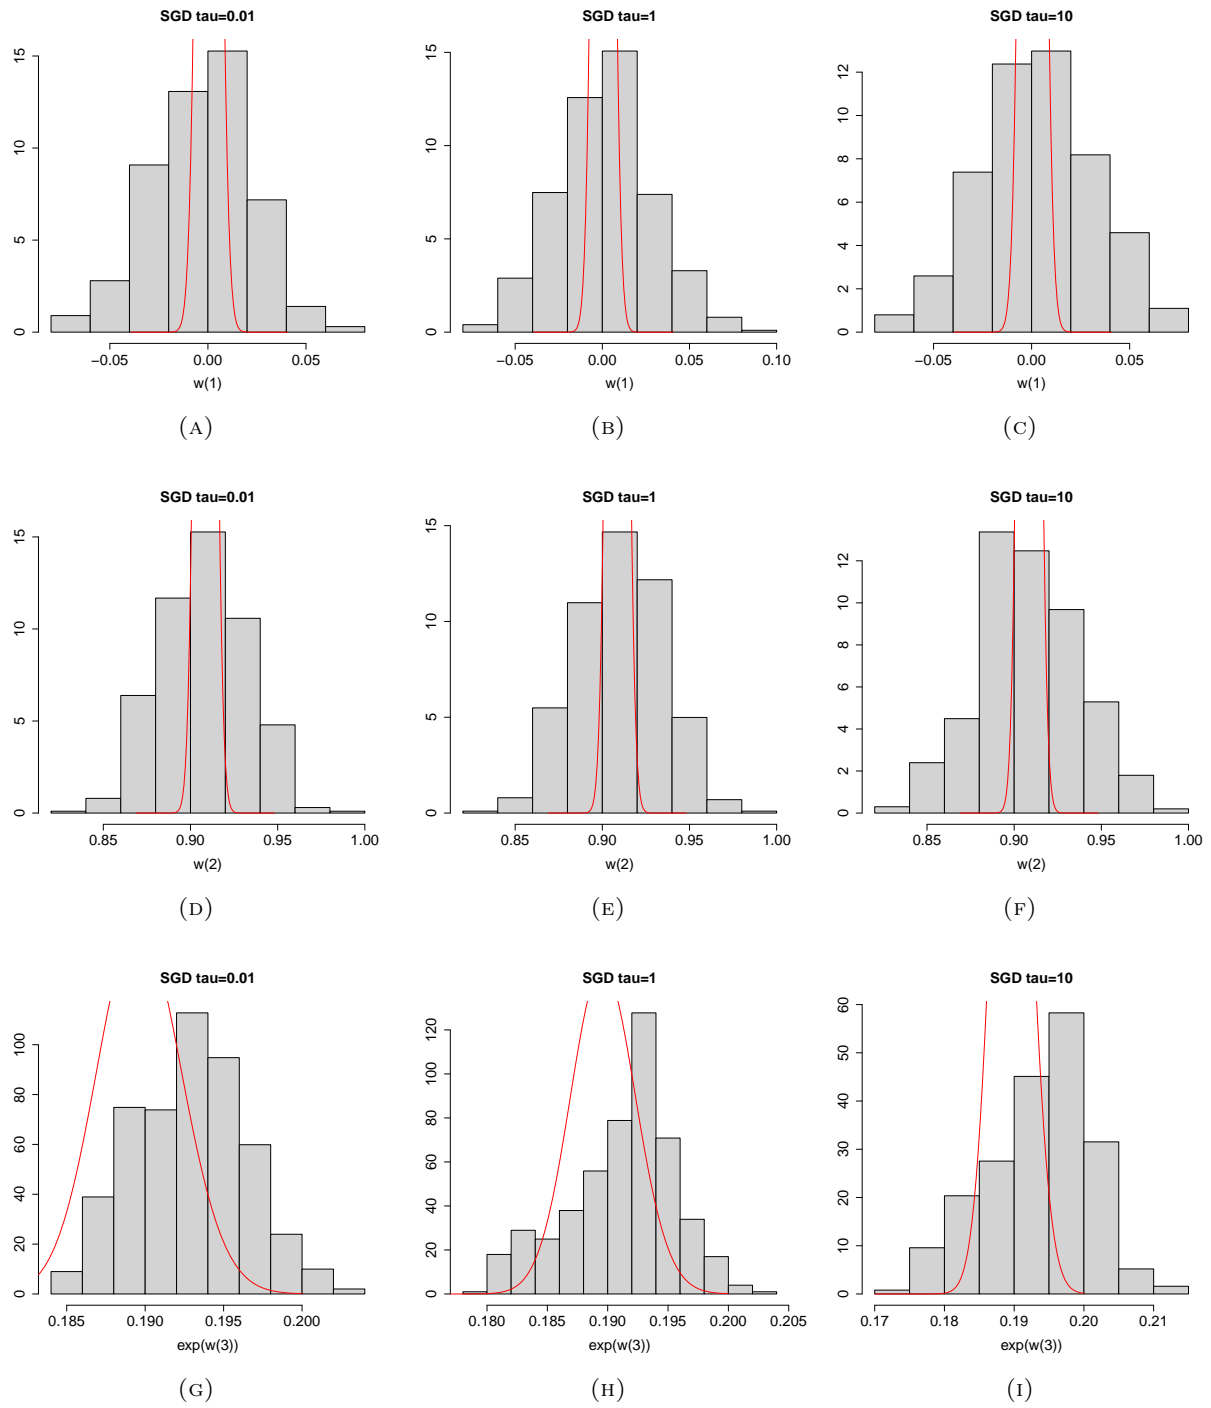 SGD tau=0.01
15
10
5
0
−0.05 0.00 0.05
w(1)
(A)
SGD tau=1
15
10
5
0
−0.05 0.00 0.05 0.10
w(1)
(B)
SGD tau=10
12
10
8
6
4
2
0
−0.05 0.00 0.05
w(1)
(C)
SGD tau=0.01
15
10
5
0
0.85 0.90 0.95 1.00
w(2)
(D)
SGD tau=1
15
10
5
0
0.85 0.90 0.95 1.00
w(2)
(E)
SGD tau=10
12
10
8
6
4
2
0
0.85 0.90 0.95 1.00
w(2)
(F)
SGD tau=0.01
100
80
60
40
20
0
0.185 0.190 0.195 0.200
exp(w(3))
(G)
SGD tau=1
120
100
80
60
40
20
0
0.180 0.185 0.190 0.195 0.200 0.205
exp(w(3))
(H)
SGD tau=10
60
50
40
30
20
10
0
0.17 0.18 0.19 0.20 0.21
exp(w(3))
(I)